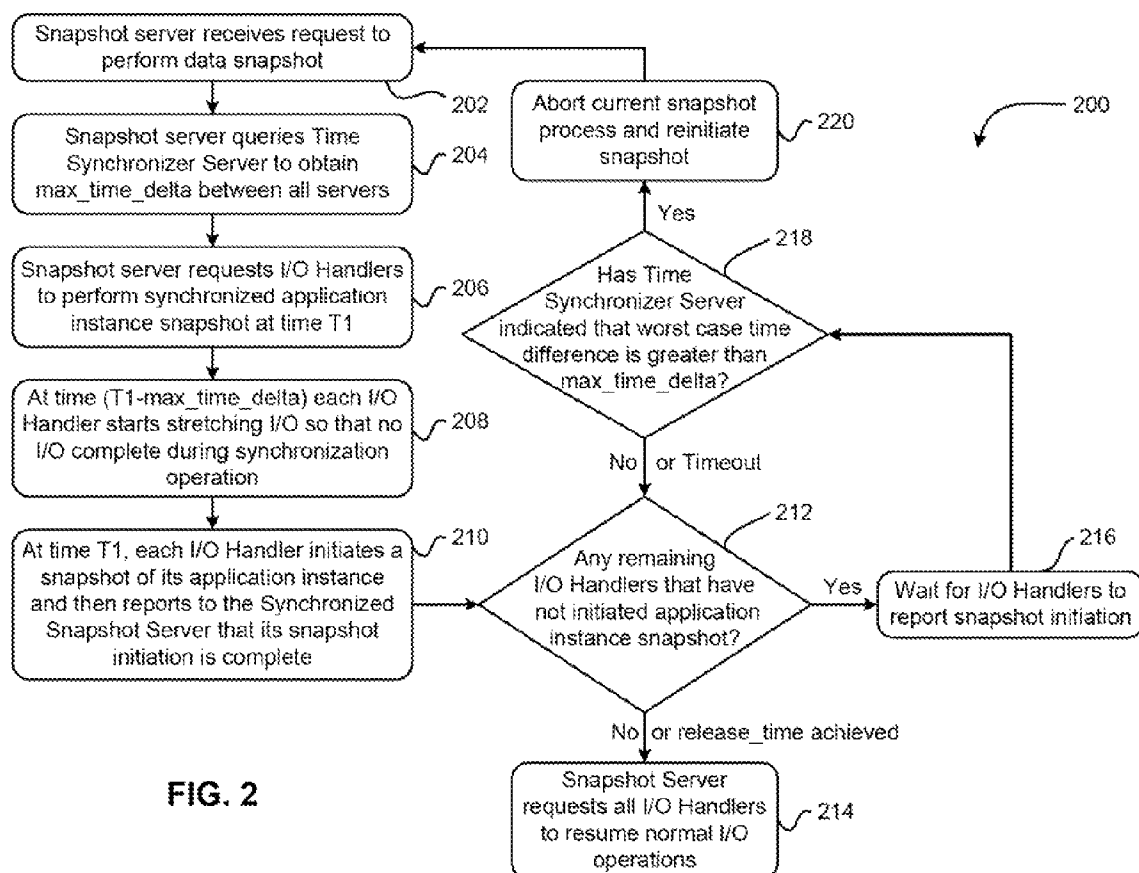 Snapshot server receives request to
perform data snapshot
202
Snapshot server queries Time
Synchronizer Server to obtain
max_time_delta between all servers
204
Snapshot server requests I/O Handlers
to perform synchronized application
instance snapshot at time T1
206
At time (T1-max_time_delta) each I/O
Handler starts stretching I/O so that no
I/O complete during synchronization
operation
208
At time T1, each I/O Handler initiates a
snapshot of its application instance
and then reports to the Synchronized
Snapshot Server that its snapshot
initiation is complete
210
Abort current snapshot
process and reinitiate
snapshot
220
200
Yes
218
Has Time
Synchronizer Server
indicated that worst case time
difference is greater than
max_time_delta?
No or Timeout
212
Any remaining
I/O Handlers that have
not initiated application
instance snapshot?
Yes
216
Wait for I/O Handlers to
report snapshot initiation
No or release_time achieved
Snapshot Server
requests all I/O Handlers
to resume normal I/O
operations
214
FIG. 2